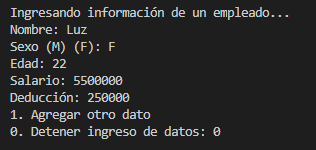 Ingresando información de un empleado...
Nombre: Luz
Sexo (M) (F): F
Edad: 22
Salario: 5500000
Deducción: 250000
1. Agregar otro dato
0. Detener ingreso de datos: 0